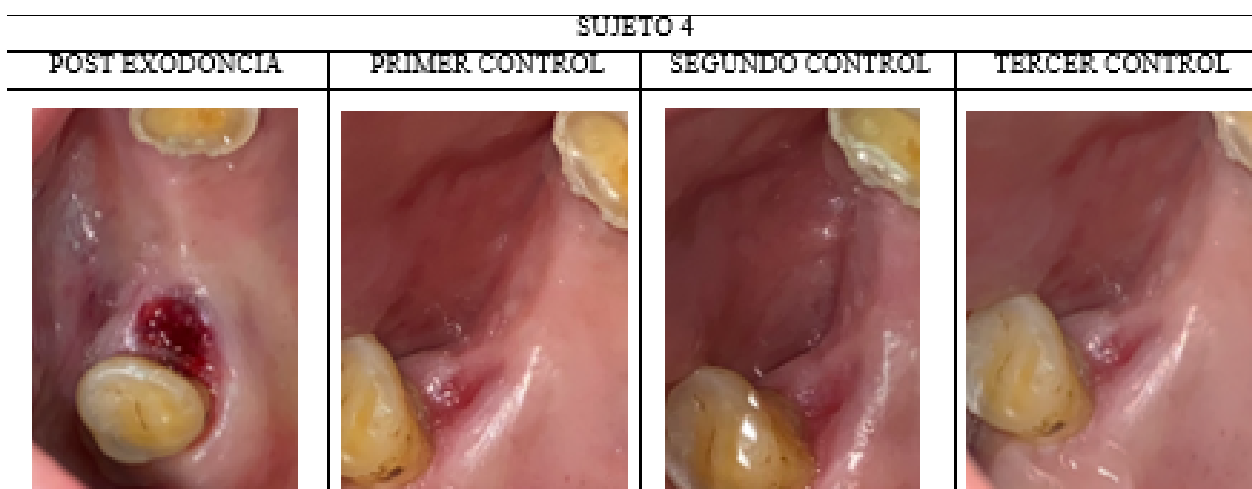 SUJETO 4
POST EXODONCIA PRIMER CONTROL SEGUNDO CONTROL TERCER CONTROL